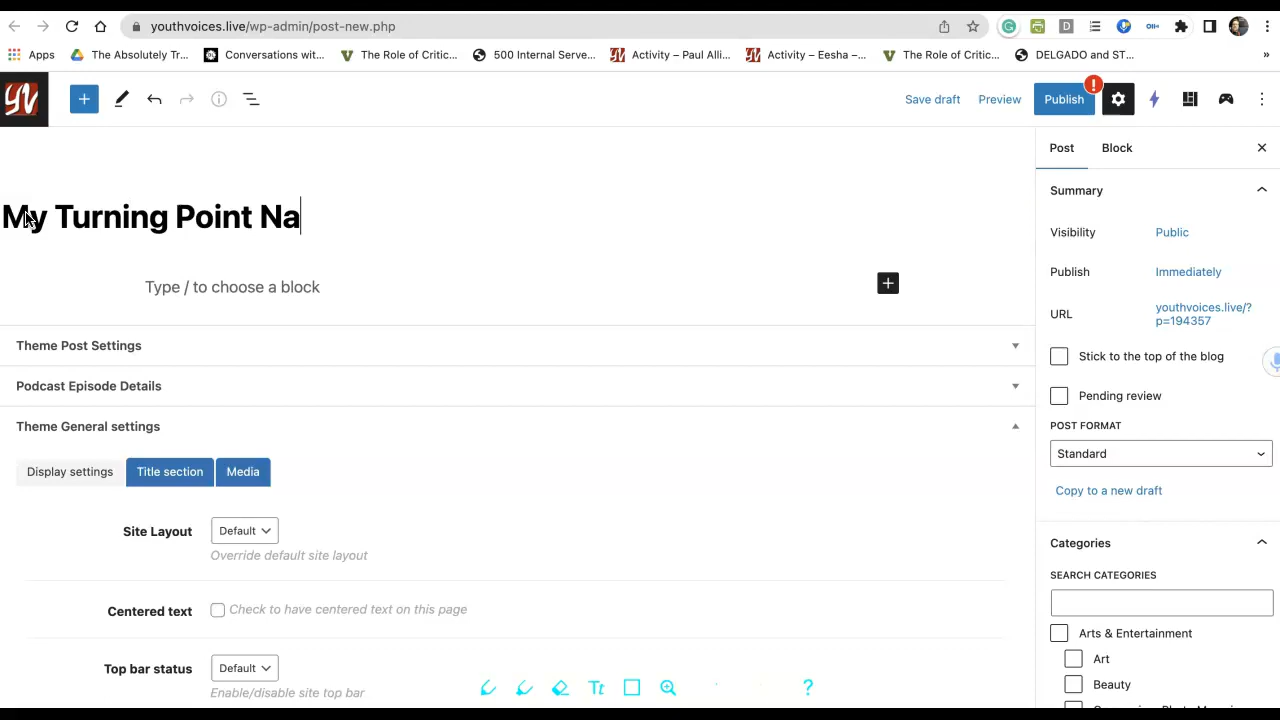 youthvoices.live/wp-admin/post-new.php
Apps The Absolutely Tr... Conversations wit... The Role of Critic... 500 Internal Serve... Activity – Paul Alli... Activity – Eesha –... The Role of Critic... DELGADO and ST... »
YV Save draft Preview Publish !
Post Block
Summary
My Turning Point Na
Visibility Public
Publish Immediately
Type / to choose a block
URL youthvoices.live/?
p=194357
Theme Post Settings
Stick to the top of the blog
Podcast Episode Details
Pending review
Theme General settings
POST FORMAT
Standard
Display settings Title section Media
Copy to a new draft
Site Layout Default
Override default site layout
Categories
SEARCH CATEGORIES
Centered text Check to have centered text on this page
Arts & Entertainment
Art
Top bar status Default
Beauty
Enable/disable site top bar
Tt ?